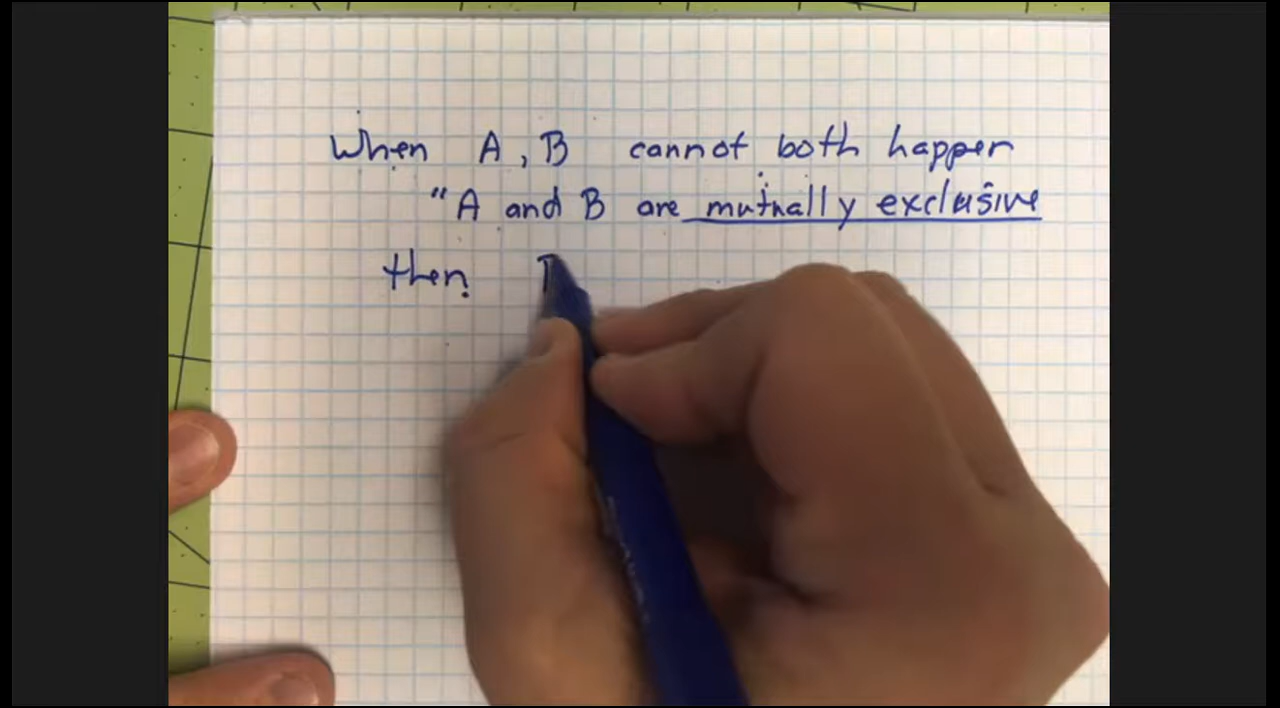 When A, B cannot both happen
"A and B are mutually exclusive
then